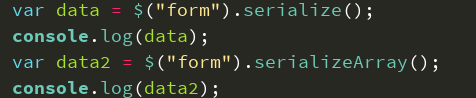 var data = $("form").serialize();
console.log(data);
var data2 = $("form").serializeArray();
console.log(data2);